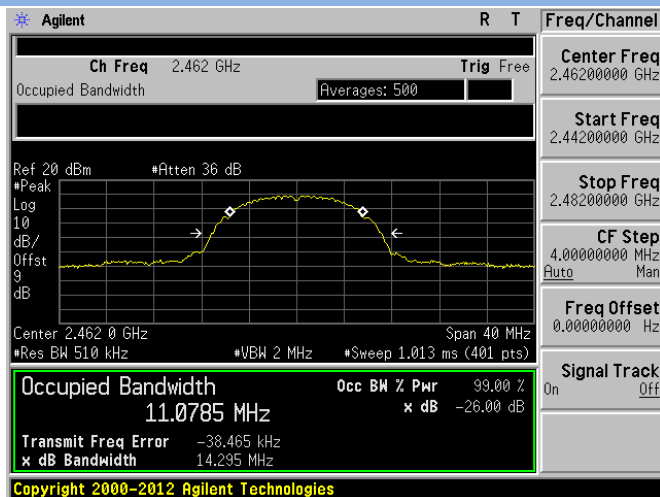 Agilent R T
Ch Freq 2.462 GHz Trig Free
Occupied Bandwidth Averages: 500
Ref 20 dBm #Atten 36 dB
#Peak
Log
10
dB/
Offst
9
dB
Center 2.462 0 GHz Span 40 MHz
#Res BW 510 kHz #VBW 2 MHz #Sweep 1.013 ms (401 pts)
Occupied Bandwidth Occ BW % Pwr 99.00 %
11.0785 MHz x dB -26.00 dB
Transmit Freq Error -38.465 kHz
x dB Bandwidth 14.295 MHz
Copyright 2000-2012 Agilent Technologies
Freq/Channel
Center Freq
2.46200000 GHz
Start Freq
2.44200000 GHz
Stop Freq
2.48200000 GHz
CF Step
4.00000000 MHz
Auto Man
Freq Offset
0.00000000 Hz
Signal Track
On Off